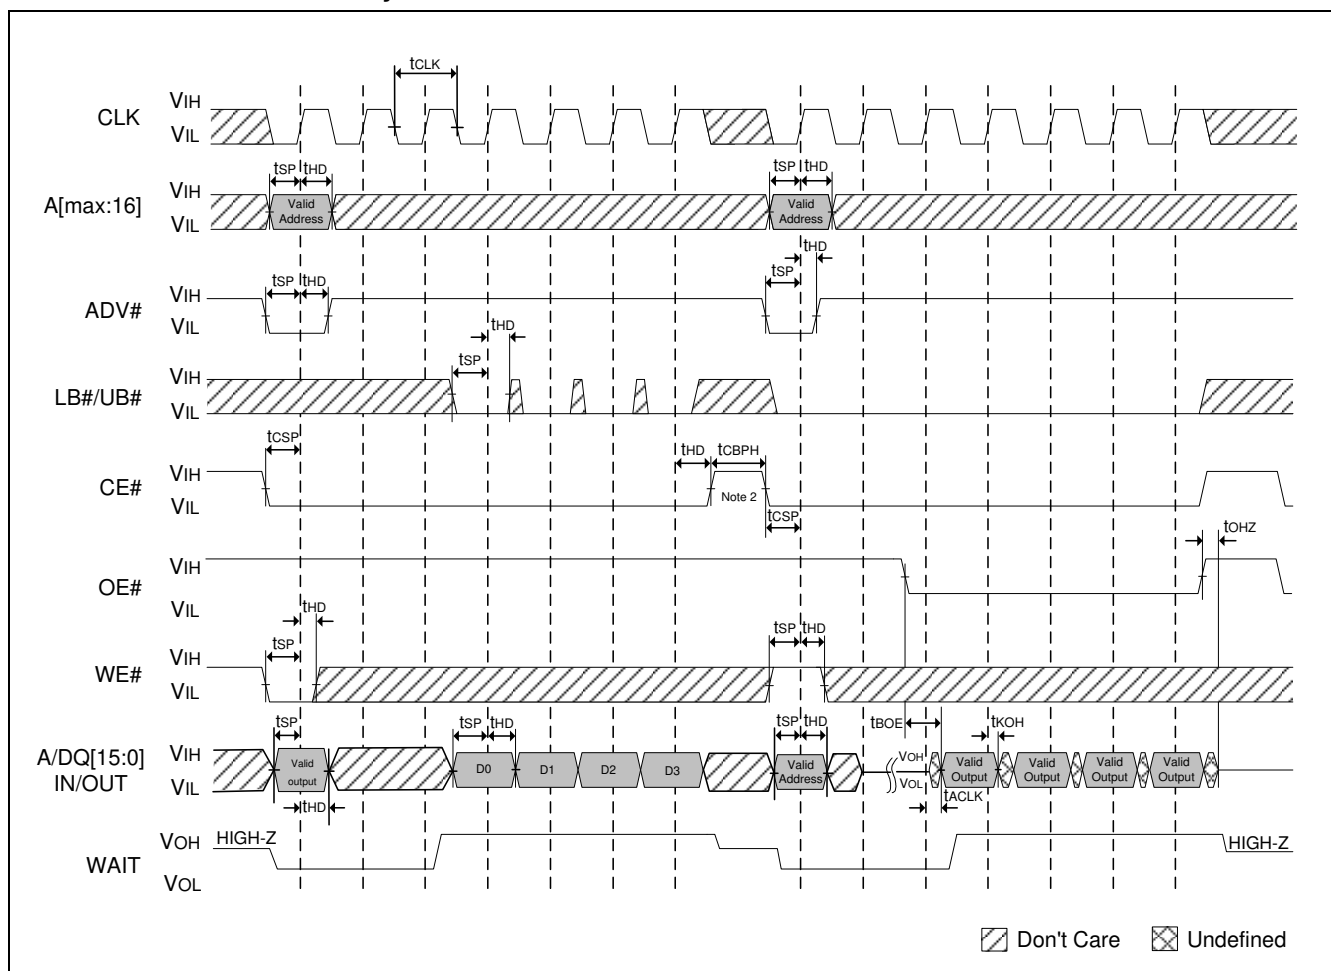 tCLK
CLK
VIH
VIL
tSP tHD tSP tHD
A[max:16]
VIH
VIL
Valid
Address
Valid
Address
tHD
tSP tHD tSP
ADV#
VIH
VIL
tHD
tSP
LB#/UB#
VIH
VIL
tCSP tHD tCBPH
CE#
VIH
VIL
Note 2
tCSP
tOHZ
OE#
VIH
VIL
tHD
tSP tSP tHD
WE#
VIH
VIL
tSP tSP tHD tSP tHD tBOE tKOH
A/DQ[15:0]
IN/OUT
VIH
VIL
Valid
output
D0 D1 D2 D3
Valid
Address
VOH
VOL
Valid
Output
Valid
Output
Valid
Output
Valid
Output
tHD tACLK
WAIT
VOH
VOL
HIGH-Z HIGH-Z
Don't Care Undefined